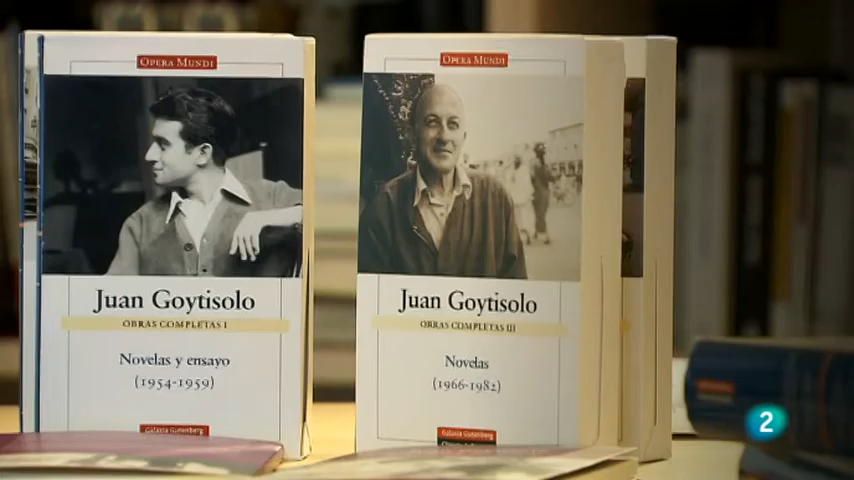 OPERA MUNDI
Juan Goytisolo
OBRAS COMPLETAS I
Novelas y ensayo
(1954-1959)
Galaxia Gutenberg
OPERA MUNDI
Juan Goytisolo
OBRAS COMPLETAS III
Novelas
(1966-1982)
Galaxia Gutenberg
2